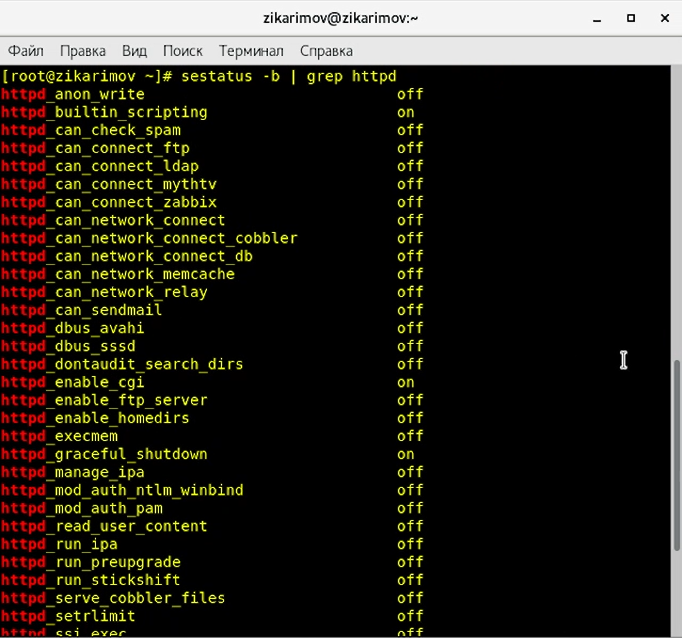 zikarimov@zikarimov:~
Файл Правка Вид Поиск Терминал Справка
[root@zikarimov ~]# sestatus -b | grep httpd
httpd_anon_write off
httpd_builtin_scripting on
httpd_can_check_spam off
httpd_can_connect_ftp off
httpd_can_connect_ldap off
httpd_can_connect_mythtv off
httpd_can_connect_zabbix off
httpd_can_network_connect off
httpd_can_network_connect_cobbler off
httpd_can_network_connect_db off
httpd_can_network_memcache off
httpd_can_network_relay off
httpd_can_sendmail off
httpd_dbus_avahi off
httpd_dbus_sssd off
httpd_dontaudit_search_dirs off
httpd_enable_cgi on
httpd_enable_ftp_server off
httpd_enable_homedirs off
httpd_execmem off
httpd_graceful_shutdown on
httpd_manage_ipa off
httpd_mod_auth_ntlm_winbind off
httpd_mod_auth_pam off
httpd_read_user_content off
httpd_run_ipa off
httpd_run_preupgrade off
httpd_run_stickshift off
httpd_serve_cobbler_files off
httpd_setrlimit off
httpd_ssi_exec off